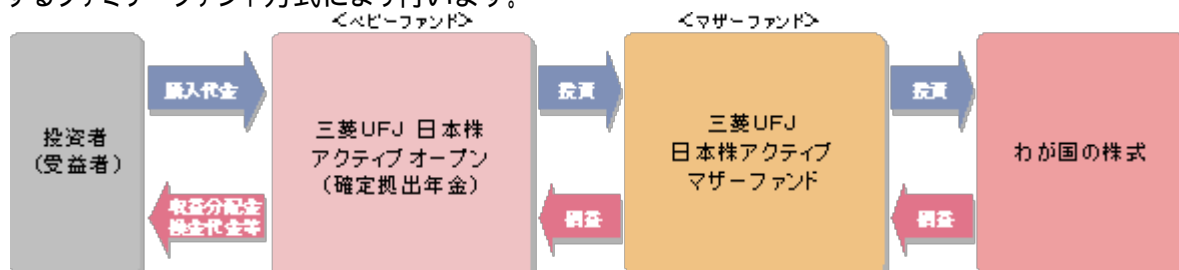 するファミリーファンド方式により行います。
<ベビーファンド>
<マザーファンド>
投資者
(受益者)
購入代金
収益分配金
換金代金等
三菱UFJ 日本株
アクティブオープン
(確定拠出年金)
投資
損益
三菱UFJ
日本株アクティブ
マザーファンド
投資
損益
わが国の株式